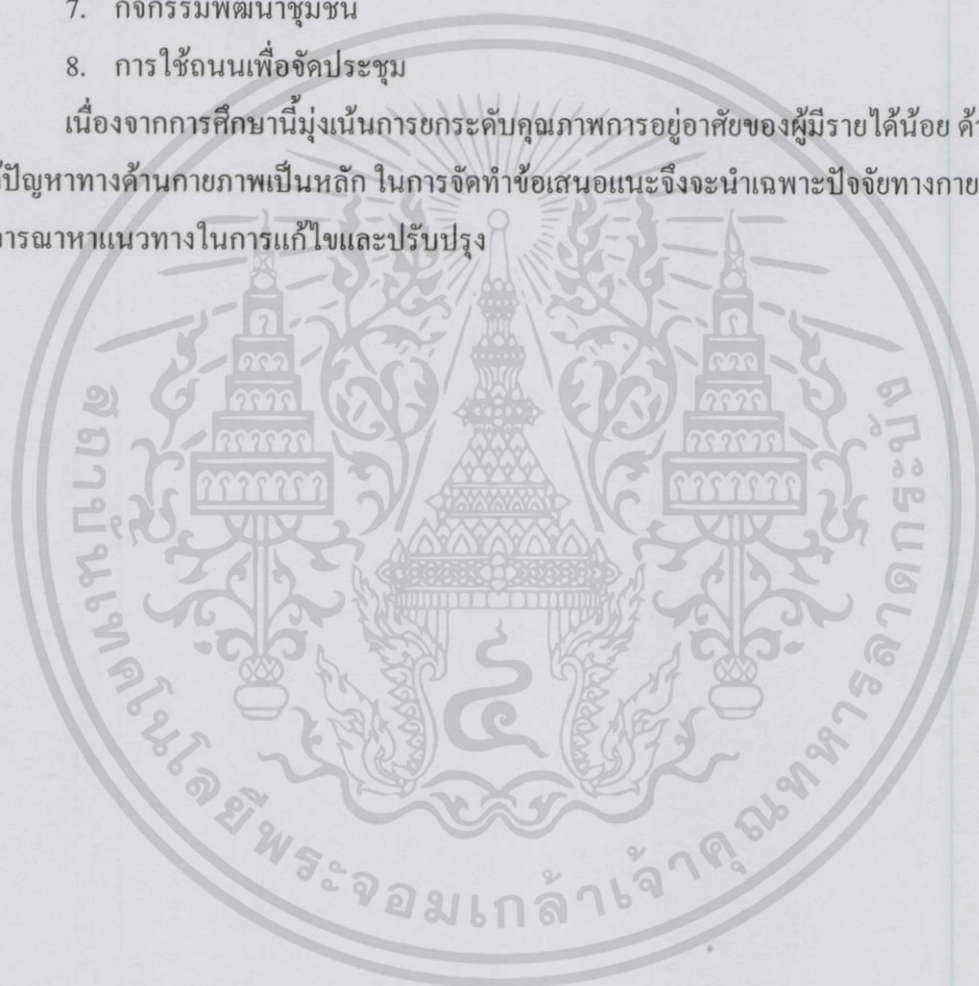 7. กิจกรรมพัฒนาชุมชน
8. การใช้ถนนเพื่อจัดประชุม
เนื่องจากการศึกษานี้มุ่งเน้นการยกระดับคุณภาพการอยู่อาศัยของผู้มีรายได้น้อย
ปัญหาทางด้านกายภาพเป็นหลัก ในการจัดทำข้อเสนอแนะจึงจะนำเฉพาะปัจจัยทางกาย
ารณาหาแนวทางในการแก้ไขและปรับปรุง
สถาบันเทคโนโลยีพระจอมเกล้าเจ้าคุณทหารลาดกระบัง